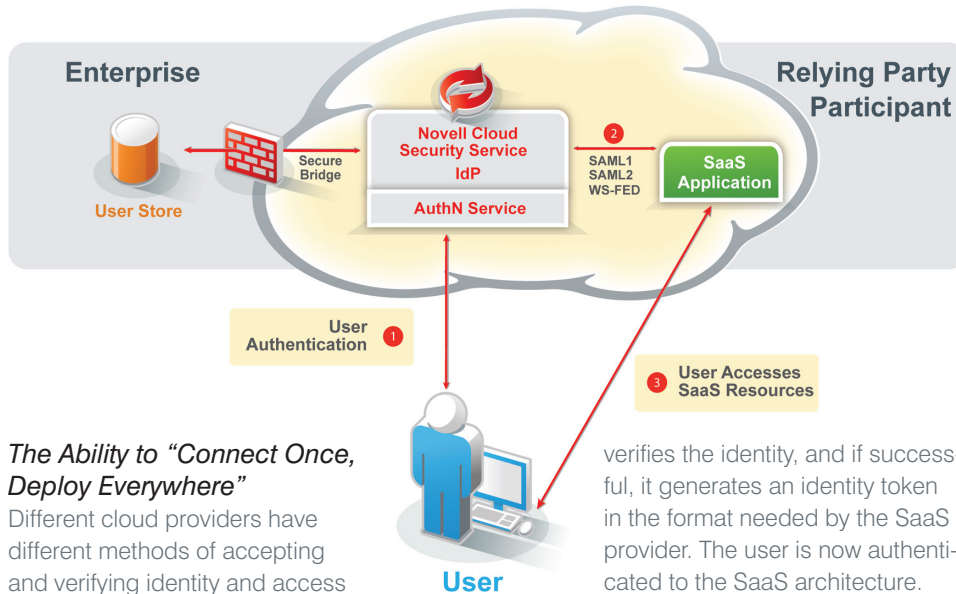 Enterprise
Relying Party
Participant
Novell Cloud
Security Service
IdP
AuthN Service
Secure
Bridge
User Store
2
SAML1
SAML2
WS-FED
SaaS
Application
User
Authentication
1
3
User Accesses
SaaS Resources
User
The Ability to “Connect Once,
Deploy Everywhere”
Different cloud providers have
different methods of accepting
and verifying identity and access
verifies the identity, and if success-
ful, it generates an identity token
in the format needed by the SaaS
provider. The user is now authenti-
cated to the SaaS architecture.